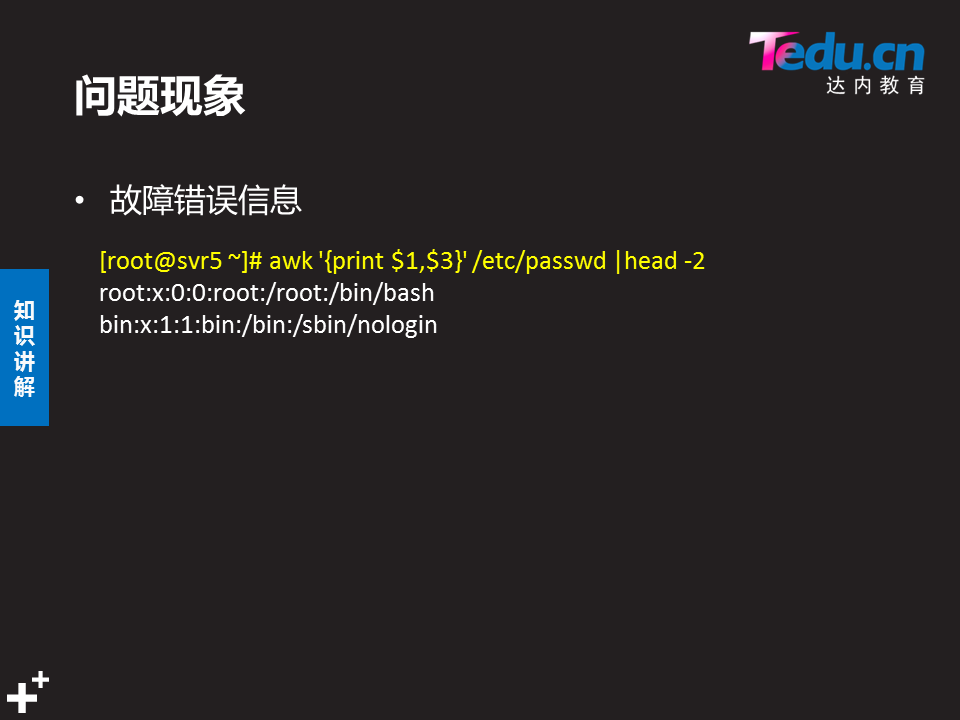 Tedu.cn
达内教育
问题现象
• 故障错误信息
[root@svr5 ~]# awk '{print $1,$3}' /etc/passwd |head -2
root:x:0:0:root:/root:/bin/bash
bin:x:1:1:bin:/bin:/sbin/nologin
知
识
讲
解